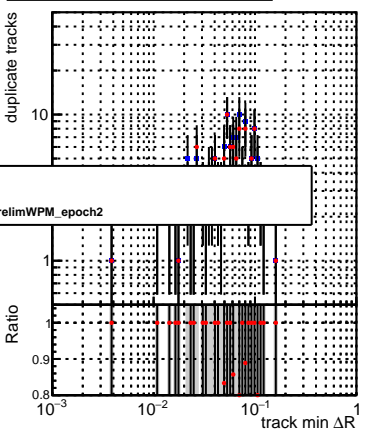 duplicate tracks
10
relimWPM_epoch2
1
Ratio
1
0.9
0.8
10⁻³ 10⁻² 10⁻¹ 1
track min ΔR